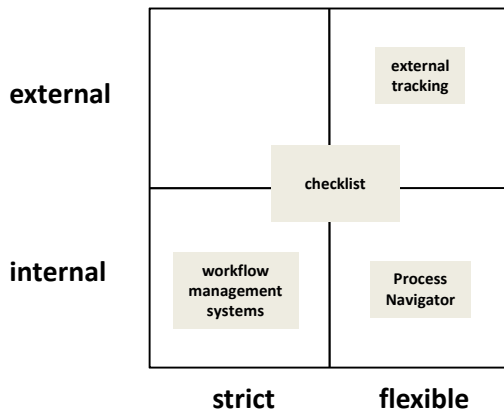 external
external
tracking
checklist
internal
workflow
management
systems
Process
Navigator
strict
flexible